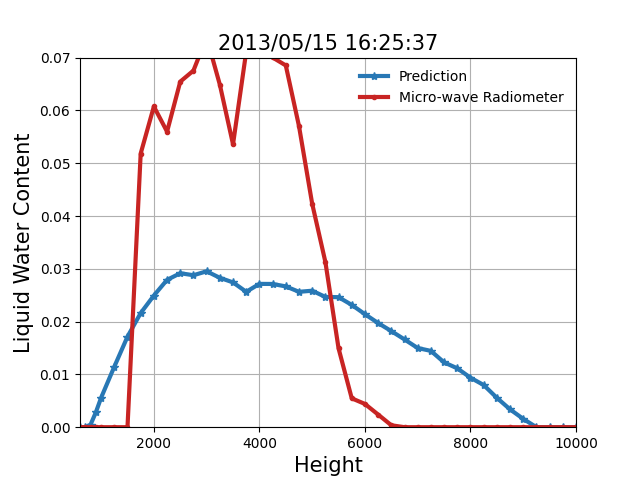 2013/05/15 16:25:37
0.07
0.06
0.05
0.04
0.03
0.02
0.01
0.00
Liquid Water Content
Prediction
Micro-wave Radiometer
2000 4000 6000 8000 10000
Height